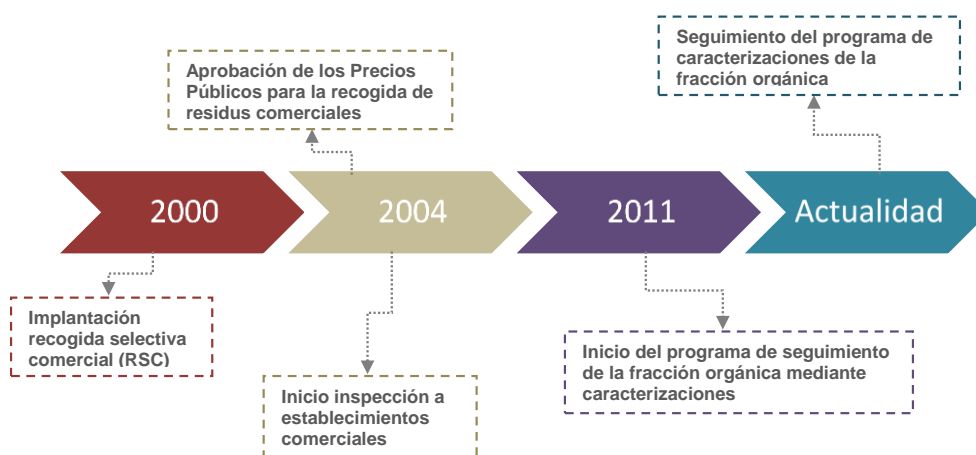 Aprobación de los Precios
Públicos para la recogida de
residus comerciales
Seguimiento del programa de
caracterizaciones de la
fracción orgánica
2000
2004
2011
Actualidad
Implantación
recogida selectiva
comercial (RSC)
Inicio inspección a
establecimientos
comerciales
Inicio del programa de seguimiento
de la fracción orgánica mediante
caracterizaciones